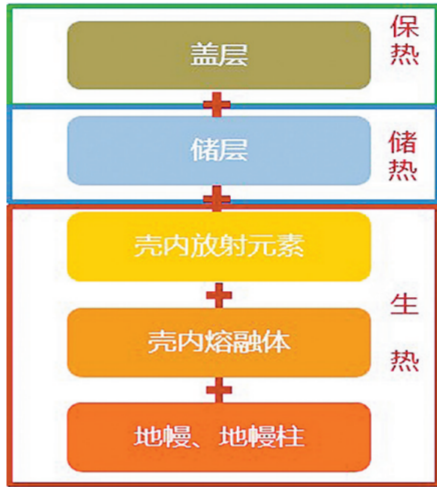 盖层
保热
储层
储热
壳内放射元素
壳内熔融体
生热
地幔、地幔柱